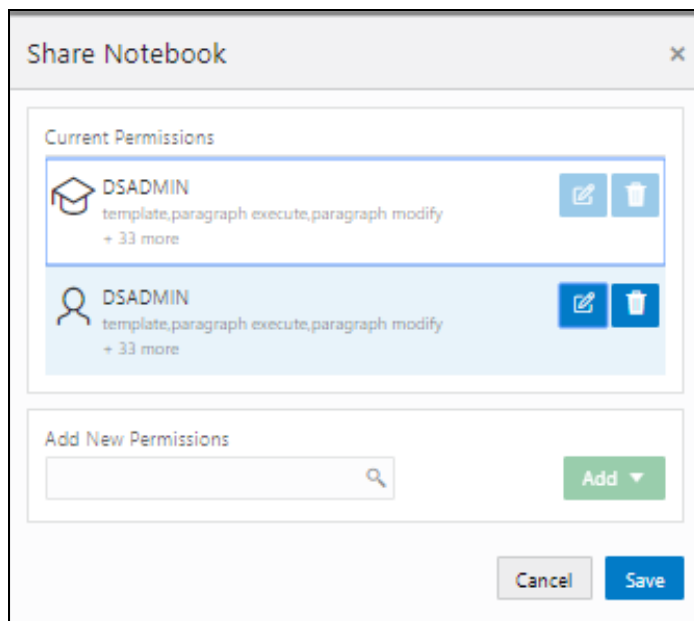 Share Notebook
Current Permissions
DSADMIN
template,paragraph execute,paragraph modify
+ 33 more
DSADMIN
template,paragraph execute,paragraph modify
+ 33 more
Add New Permissions
Add
Cancel
Save